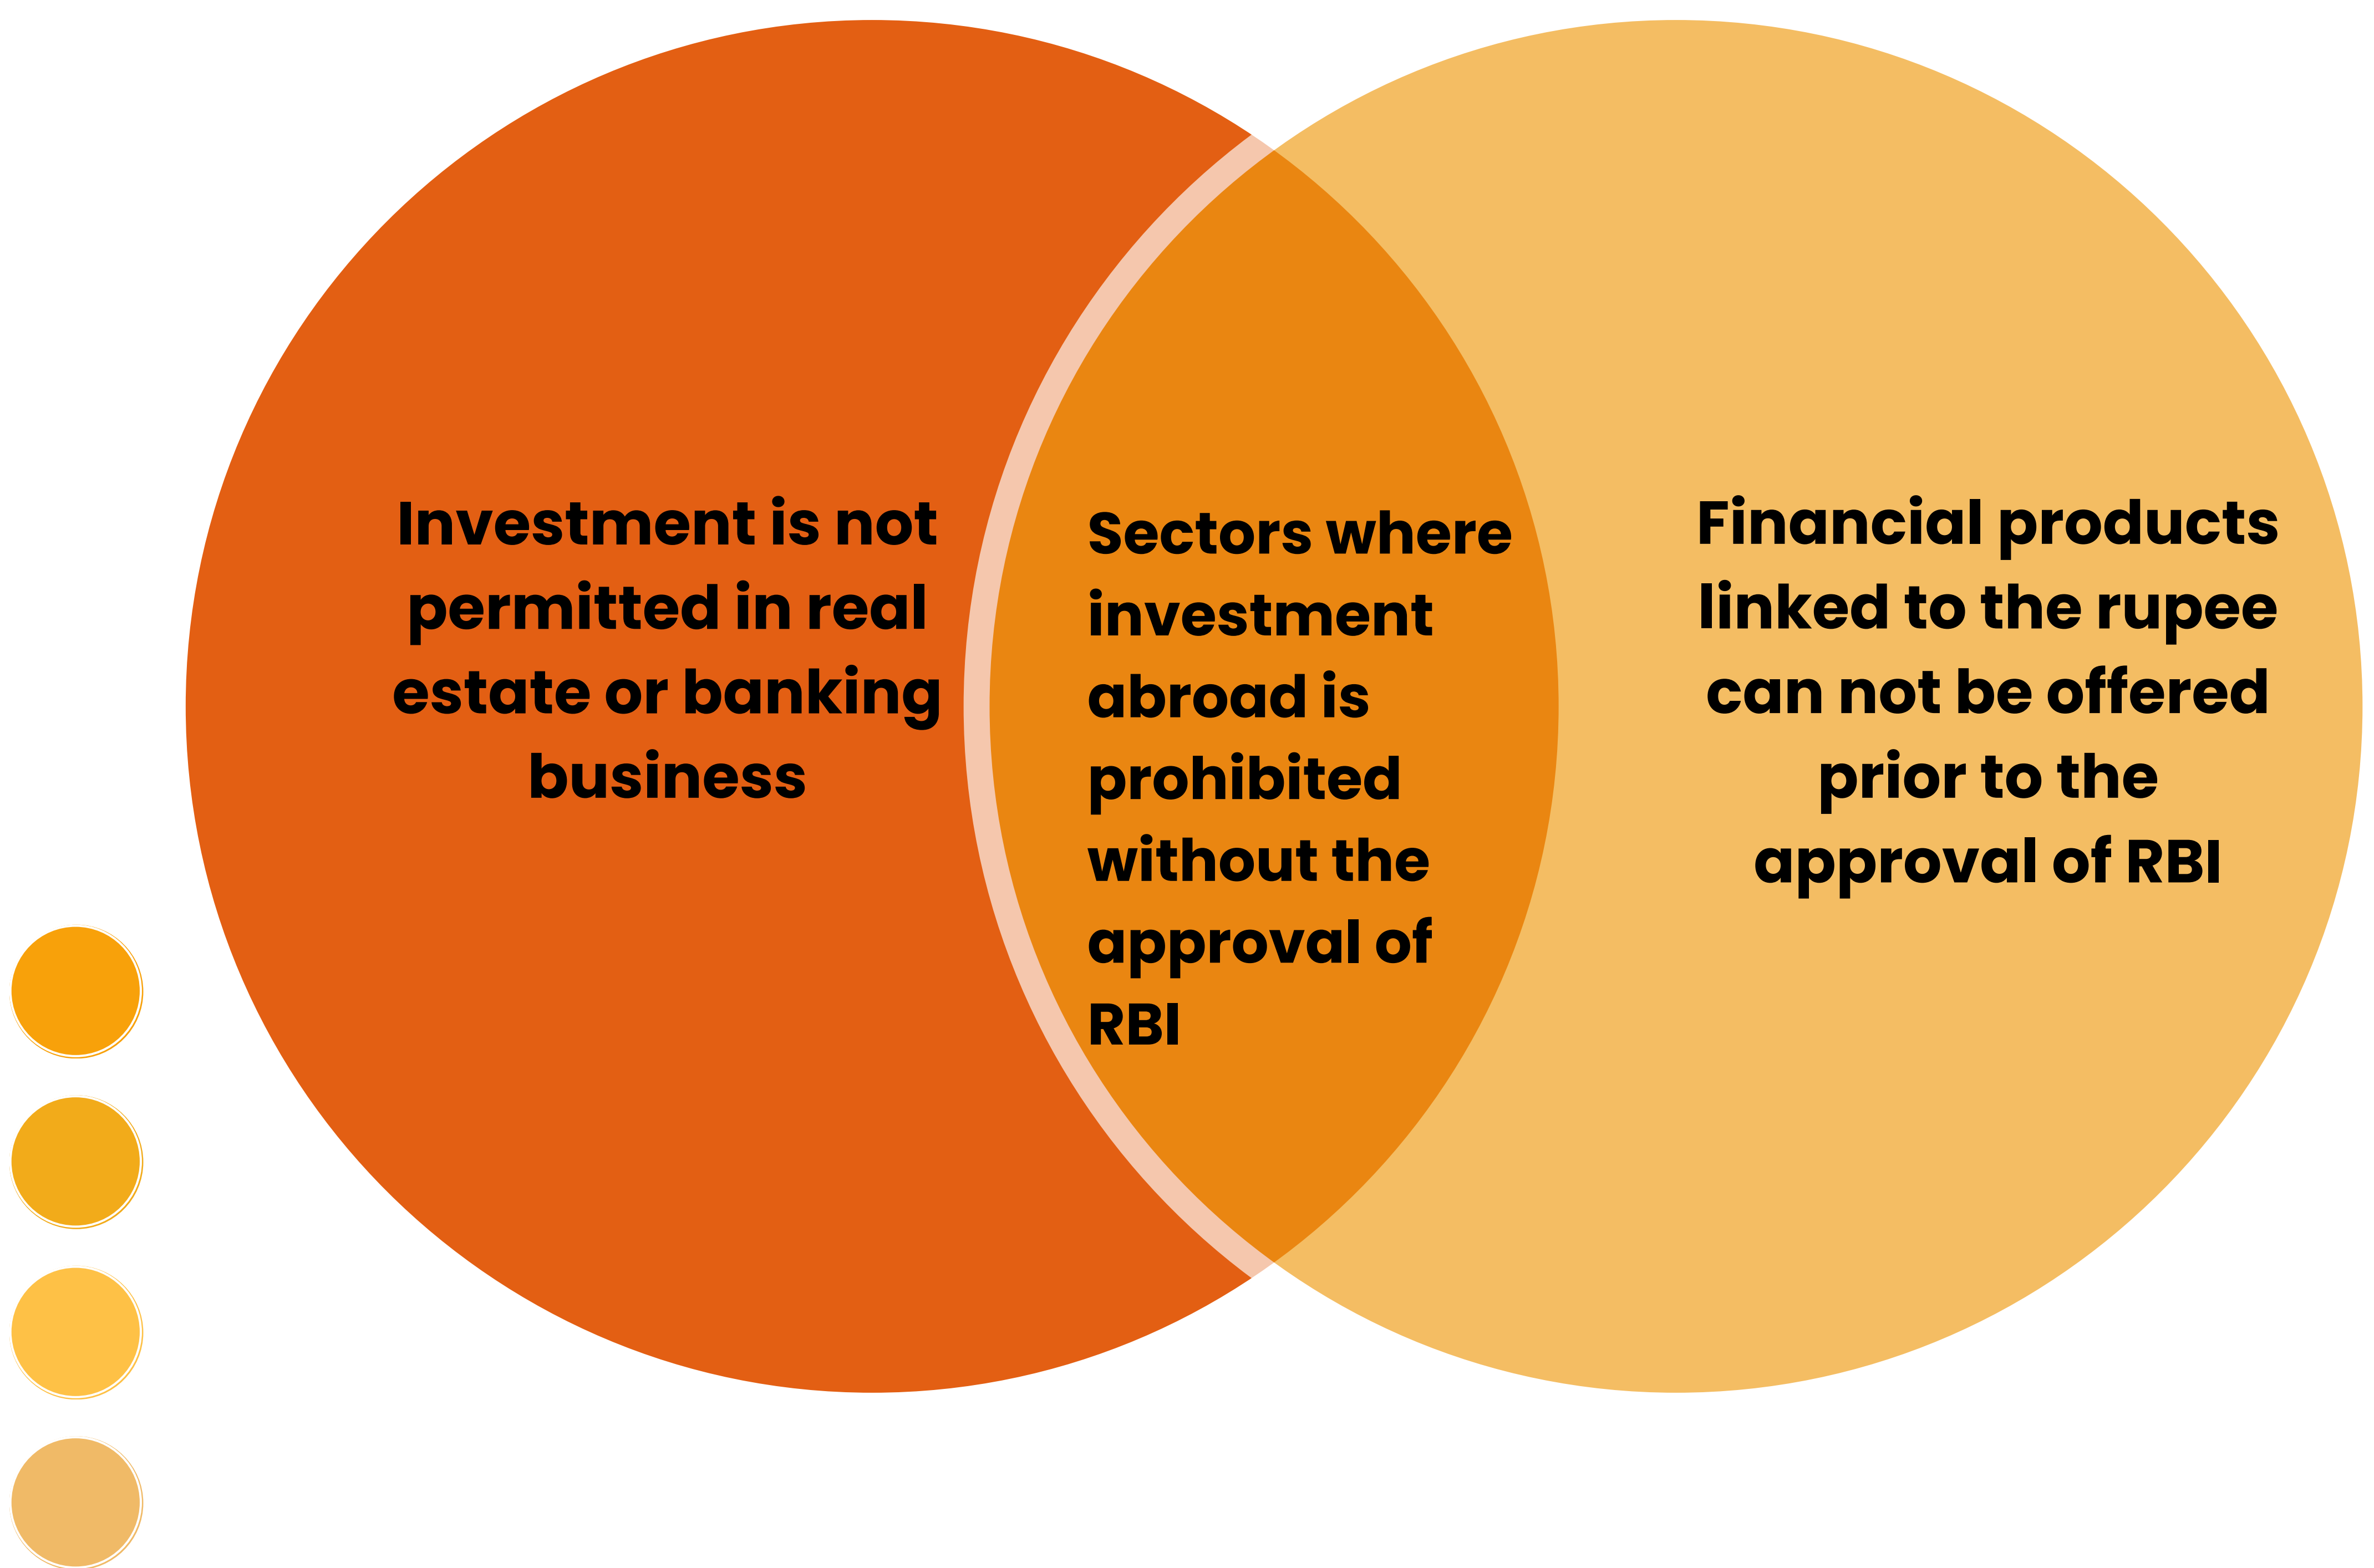 Investment is not
permitted in real
estate or banking
business
Sectors where
investment
abroad is
prohibited
without the
approval of
RBI
Financial products
linked to the rupee
can not be offered
prior to the
approval of RBI